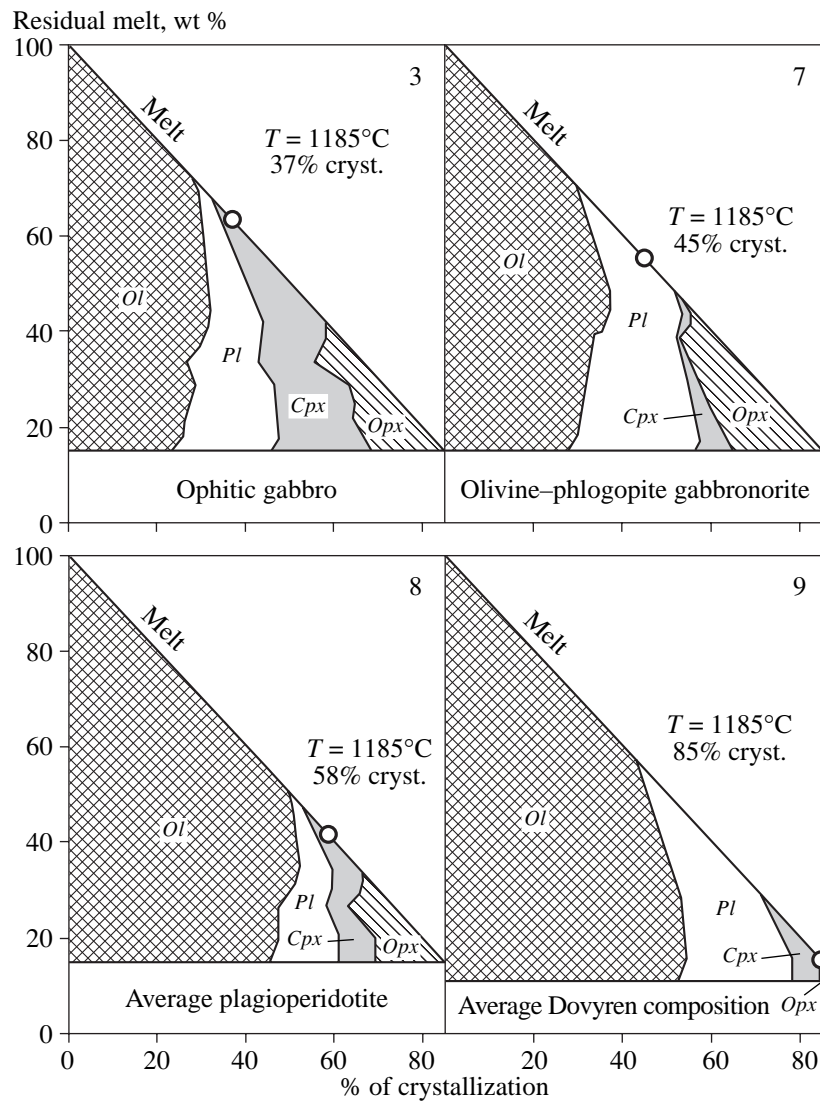 Residual melt, wt %
100
80
60
40
20
0
3
Melt
T = 1185°C
37% cryst.
Ol
Pl
Cpx
Opx
Ophitic gabbro
7
Melt
T = 1185°C
45% cryst.
Ol
Pl
Cpx
Opx
Olivine–phlogopite gabbronorite
100
80
60
40
20
0
8
Melt
T = 1185°C
58% cryst.
Ol
Pl
Cpx
Opx
Average plagioperidotite
9
Melt
T = 1185°C
85% cryst.
Ol
Pl
Cpx
Average Dovyren composition Opx
0 20 40 60 80 20 40 60 80
% of crystallization